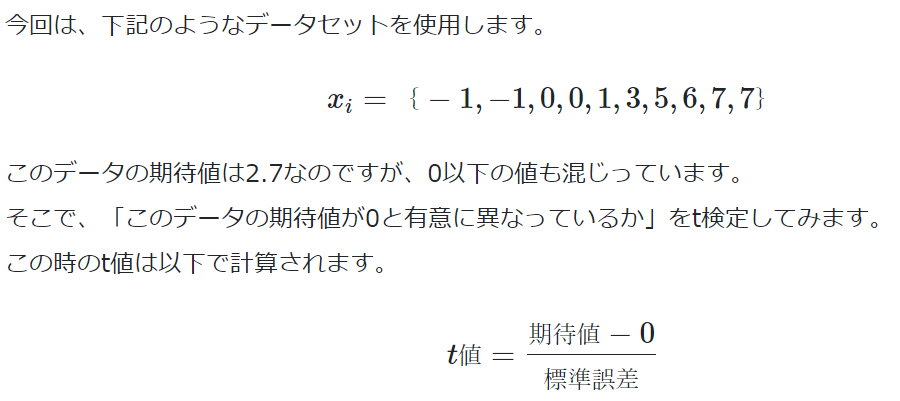 今回は、下記のようなデータセットを使用します。
xᵢ = {−1, −1, 0, 0, 1, 3, 5, 6, 7, 7}
このデータの期待値は2.7なのですが、0以下の値も混じっています。
そこで、「このデータの期待値が0と有意に異なっているか」をt検定してみます。
この時のt値は以下で計算されます。
t値 = 期待値 − 0 / 標準誤差